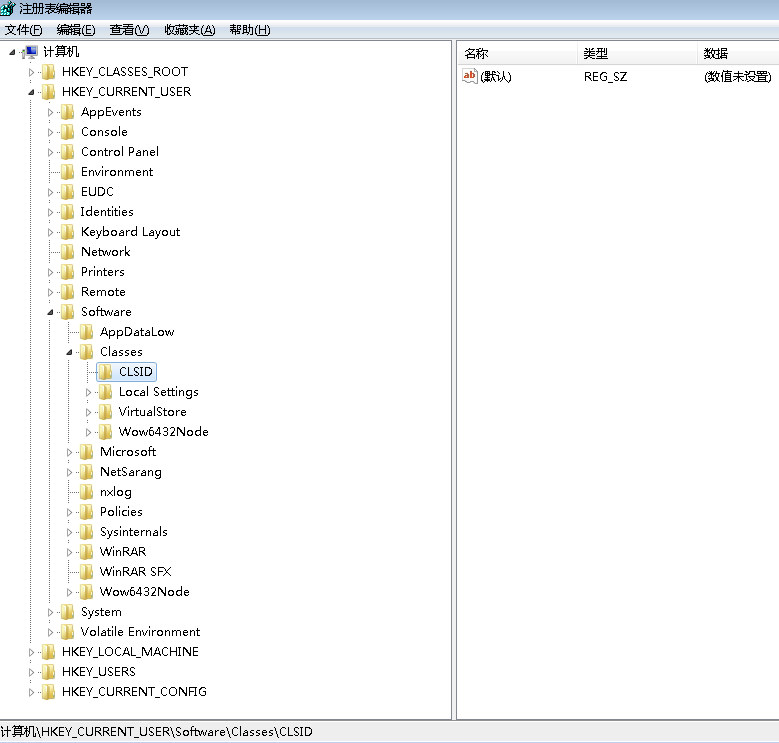 注册表编辑器
文件(F) 编辑(E) 查看(V) 收藏夹(A) 帮助(H)
计算机
HKEY_CLASSES_ROOT
HKEY_CURRENT_USER
AppEvents
Console
Control Panel
Environment
EUDC
Identities
Keyboard Layout
Network
Printers
Remote
Software
AppDataLow
Classes
CLSID
Local Settings
VirtualStore
Wow6432Node
Microsoft
NetSarang
nxlog
Policies
Sysinternals
WinRAR
WinRAR SFX
Wow6432Node
System
Volatile Environment
HKEY_LOCAL_MACHINE
HKEY_USERS
HKEY_CURRENT_CONFIG
名称 类型 数据
ab (默认) REG_SZ (数值未设置)
计算机\HKEY_CURRENT_USER\Software\Classes\CLSID